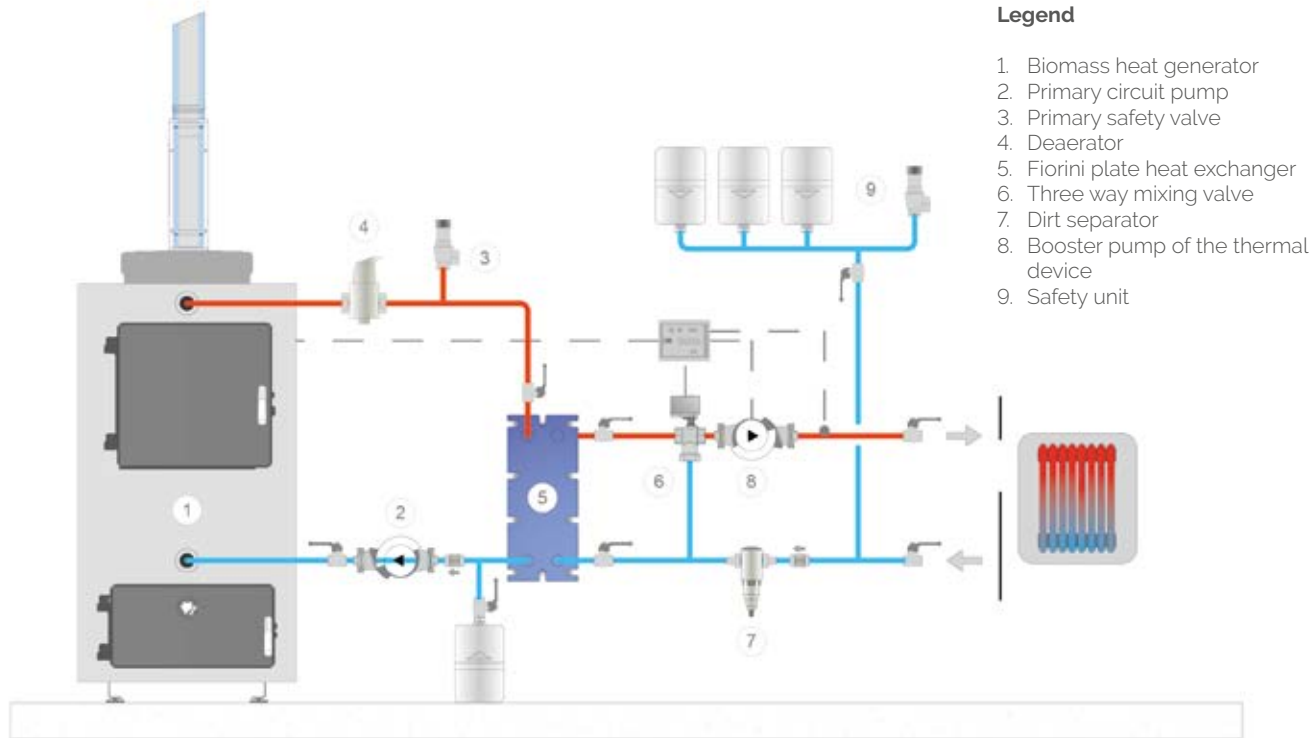 Legend
1. Biomass heat generator
2. Primary circuit pump
3. Primary safety valve
4. Deaerator
5. Fiorini plate heat exchanger
6. Three way mixing valve
7. Dirt separator
8. Booster pump of the thermal
device
9. Safety unit
9
4
3
1
2
5
6
8
7